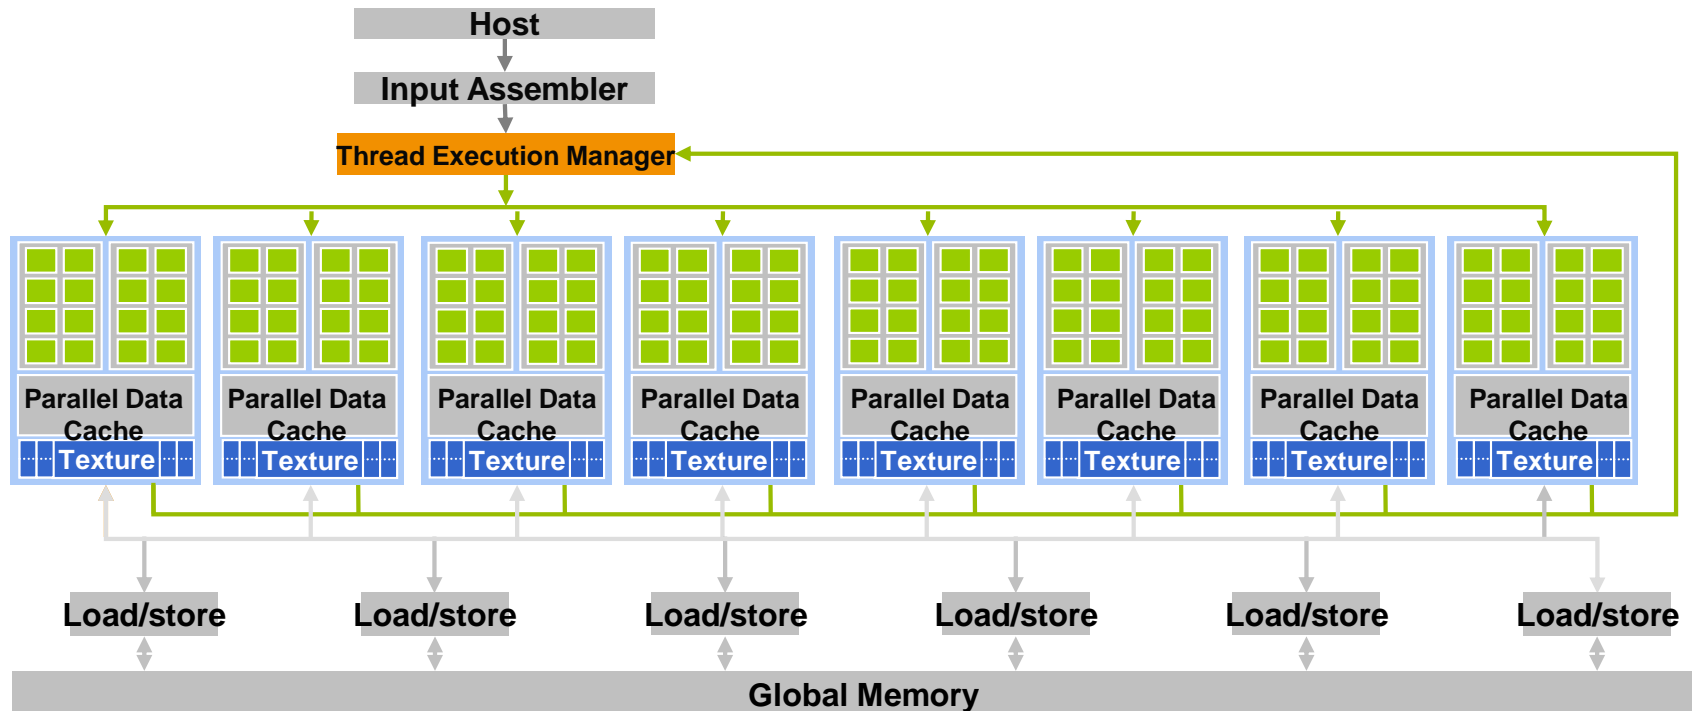 Host
Input Assembler
Thread Execution Manager
Parallel Data Cache
Parallel Data Cache
Parallel Data Cache
Parallel Data Cache
Parallel Data Cache
Parallel Data Cache
Parallel Data Cache
Parallel Data Cache
Texture
Texture
Texture
Texture
Texture
Texture
Texture
Texture
Load/store
Load/store
Load/store
Load/store
Load/store
Load/store
Global Memory